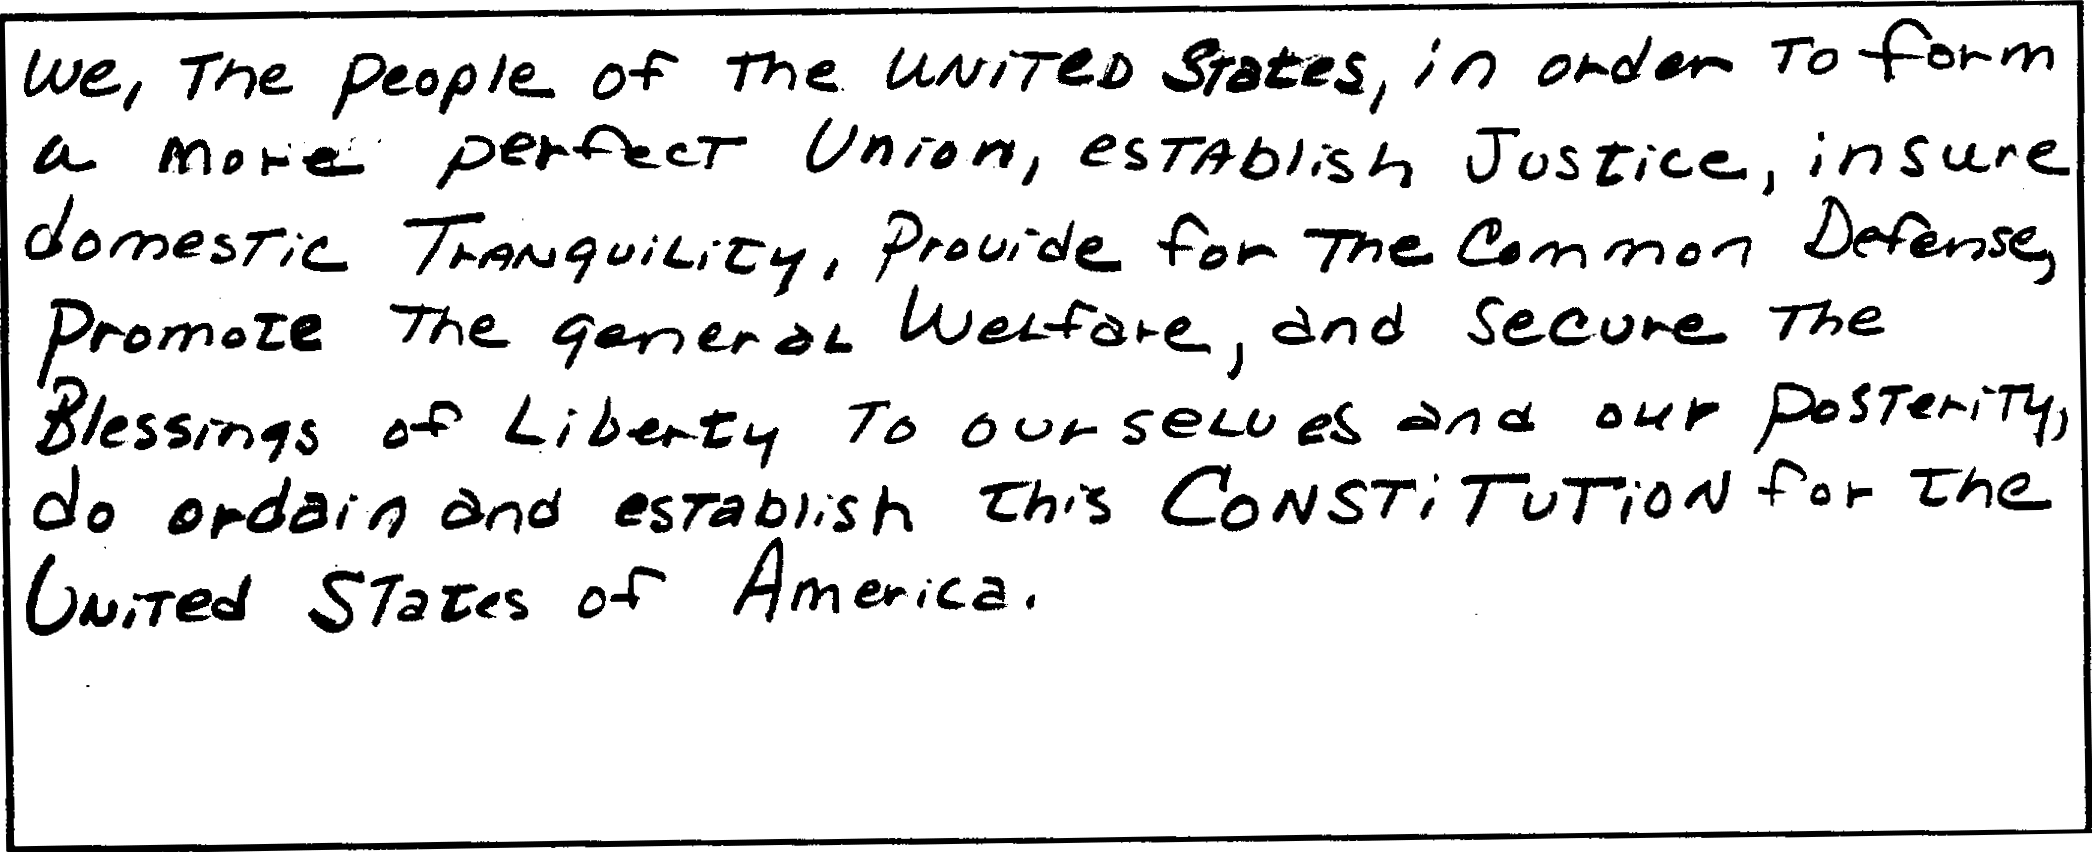 We, The people of the UNITED States, in order To form
a more perfect Union, esTAblish Justice, insure
domestic TrANquiLiTy, Provide for The Common Defense,
Promote The general Welfare, and secure The
Blessings of Liberty To ourseLves and our posTeriTy,
do ordain and establish this CONSTiTUTiON for the
UNiTed STates of America.